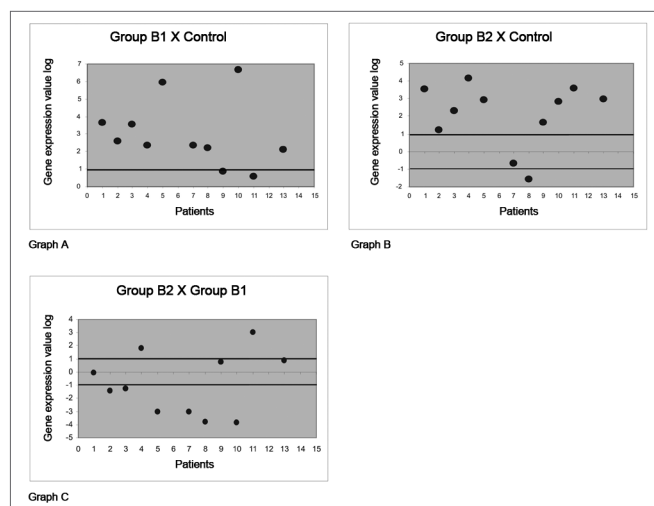 Group B1 X Control
Gene expression value log
7
6
5
4
3
2
1
0
0 1 2 3 4 5 6 7 8 9 10 11 12 13 14 15
Patients
Graph A
Group B2 X Control
Gene expression value log
5
4
3
2
1
0
-1
-2
0 1 2 3 4 5 6 7 8 9 10 11 12 13 14 15
Patients
Graph B
Group B2 X Group B1
Gene expression value log
4
3
2
1
0
-1
-2
-3
-4
-5
0 1 2 3 4 5 6 7 8 9 10 11 12 13 14 15
Patients
Graph C